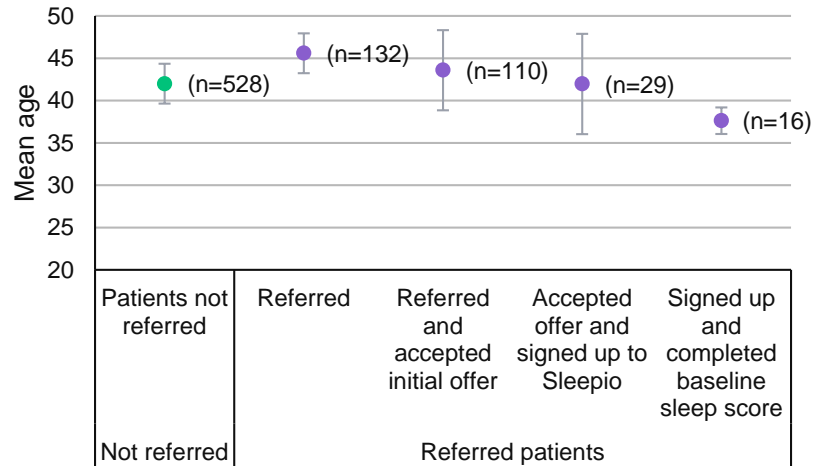 50
45
40
35
30
25
20
Mean age
(n=528)
(n=132)
(n=110)
(n=29)
(n=16)
Patients not
referred
Referred
Referred
and
accepted
initial offer
Accepted
offer and
signed up to
Sleepio
Signed up
and
completed
baseline
sleep score
Not referred
Referred patients